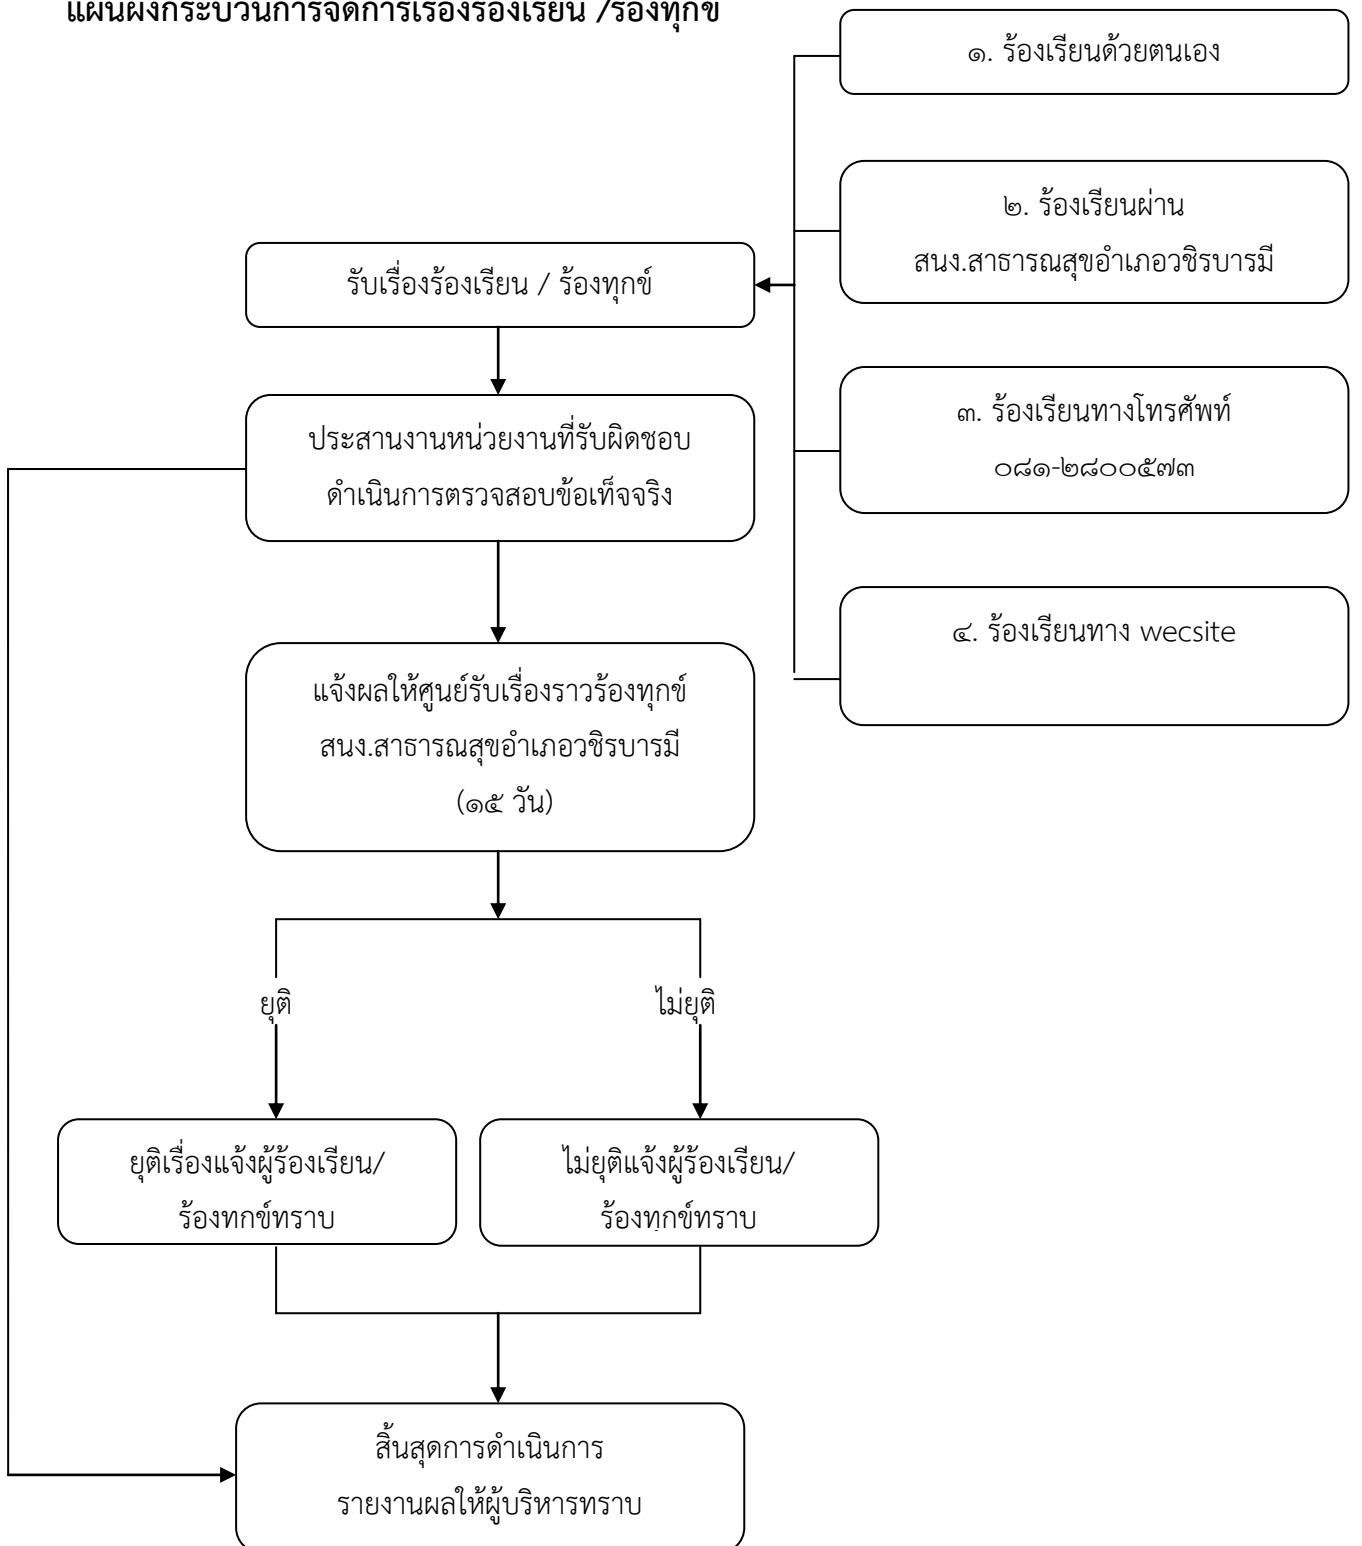 แผนผังกระบวนการจัดการเรื่องร้องเรียน /ร้องทุกข์
๑. ร้องเรียนด้วยตนเอง
๒. ร้องเรียนผ่าน
สนง.สาธารณสุขอำเภอวชิรบารมี
รับเรื่องร้องเรียน / ร้องทุกข์
๓. ร้องเรียนทางโทรศัพท์
๐๘๑-๒๘๐๐๕๗๓
ประสานงานหน่วยงานที่รับผิดชอบ
ดำเนินการตรวจสอบข้อเท็จจริง
๔. ร้องเรียนทาง wecsite
แจ้งผลให้ศูนย์รับเรื่องราวร้องทุกข์
สนง.สาธารณสุขอำเภอวชิรบารมี
(๑๕ วัน)
ยุติ
ไม่ยุติ
ยุติเรื่องแจ้งผู้ร้องเรียน/
ร้องทกข์ทราบ
ไม่ยุติแจ้งผู้ร้องเรียน/
ร้องทุกข์ทราบ
สิ้นสุดการดำเนินการ
รายงานผลให้ผู้บริหารทราบ